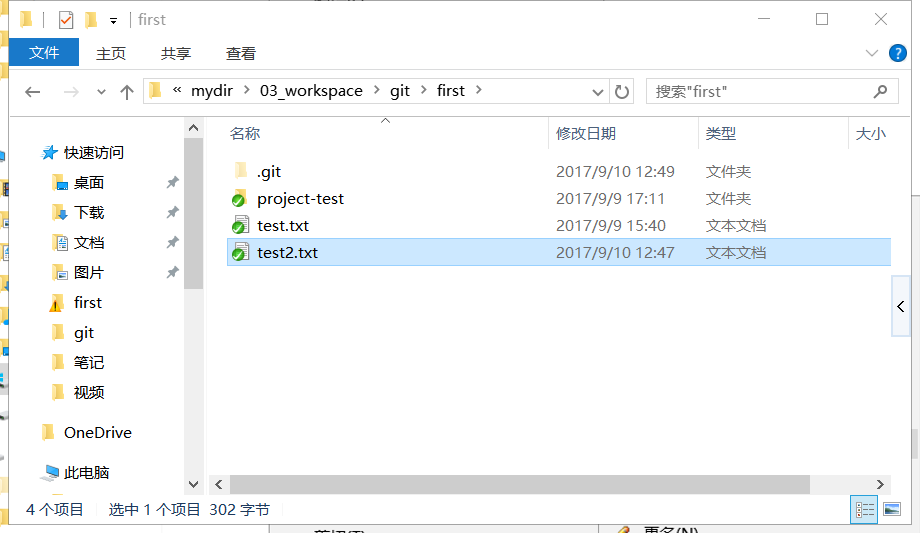 first
文件 主页 共享 查看
« mydir 03_workspace git first 搜索"first"
名称 修改日期 类型 大小
快速访问
桌面
下载
文档
图片
first
git
笔记
视频
OneDrive
此电脑
.git 2017/9/10 12:49 文件夹
project-test 2017/9/9 17:11 文件夹
test.txt 2017/9/9 15:40 文本文档
test2.txt 2017/9/10 12:47 文本文档
4 个项目 选中 1 个项目 302 字节